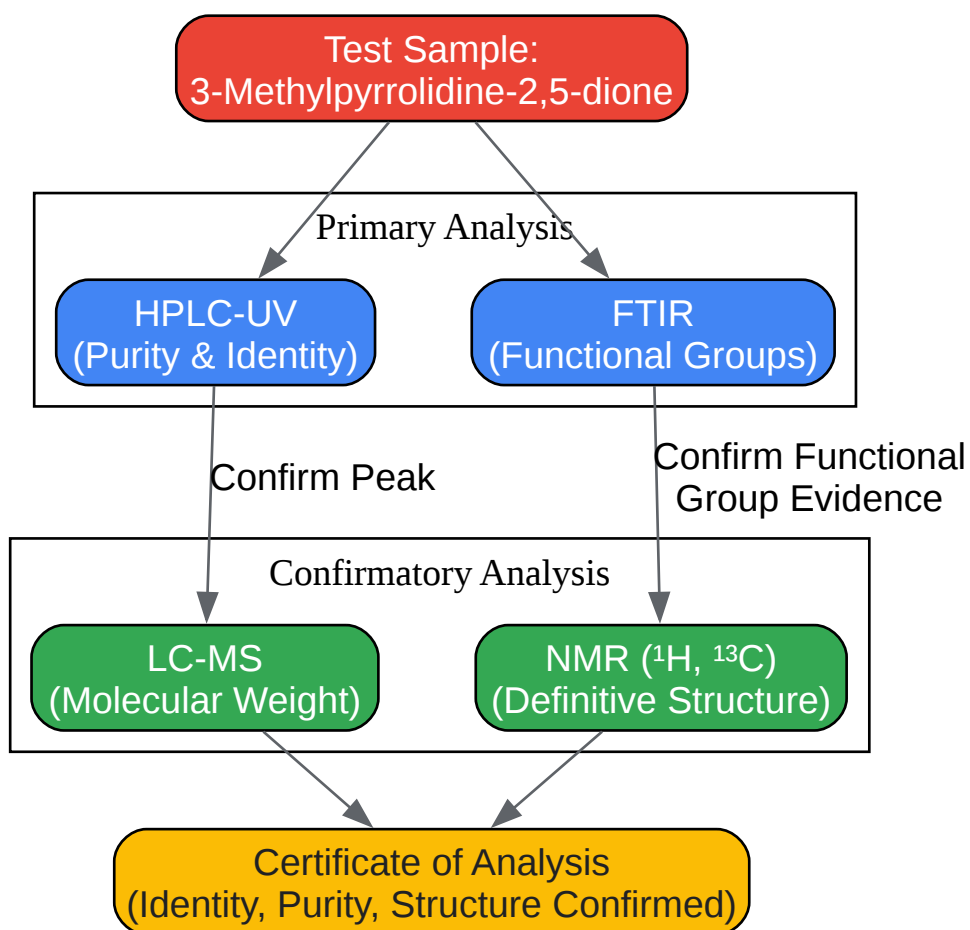 Test Sample:
3-Methylpyrrolidine-2,5-dione
Primary Analysis
HPLC-UV
(Purity & Identity)
FTIR
(Functional Groups)
Confirm Peak
Confirm Functional
Group Evidence
Confirmatory Analysis
LC-MS
(Molecular Weight)
NMR (¹H, ¹³C)
(Definitive Structure)
Certificate of Analysis
(Identity, Purity, Structure Confirmed)